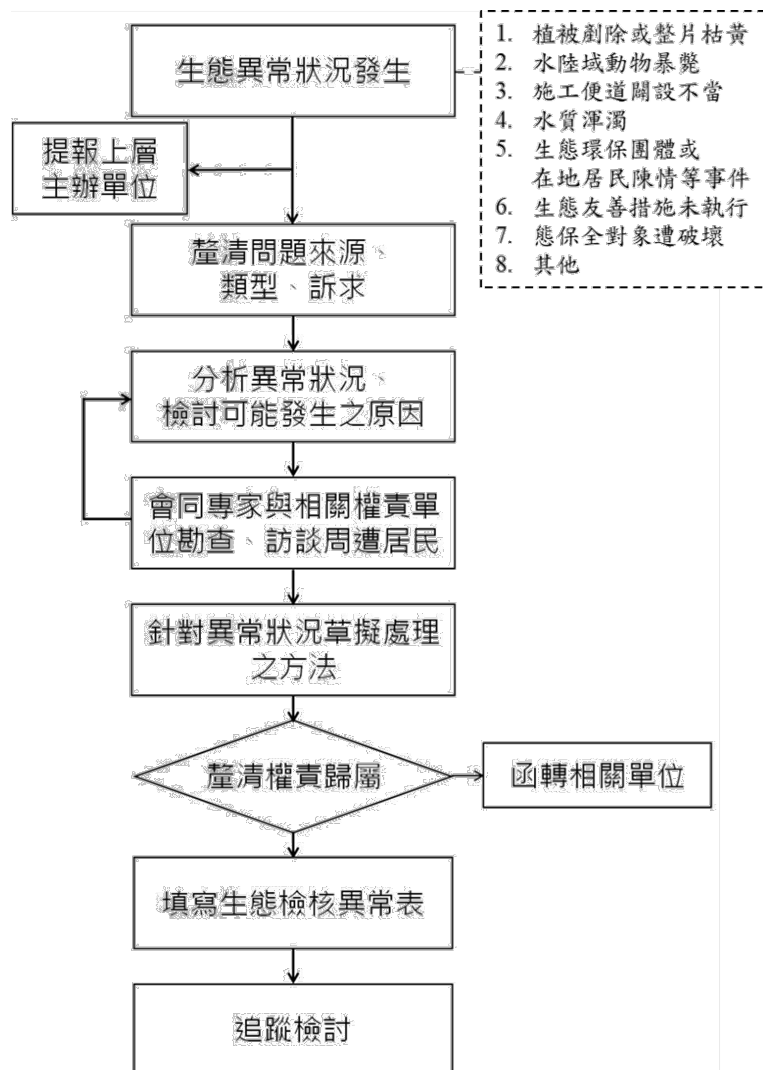 生態異常狀況發生
1. 植被剷除或整片枯黃
2. 水陸域動物暴斃
3. 施工便道開設不當
4. 水質渾濁
5. 生態環保團體或
在地居民陳情等事件
6. 生態友善措施未執行
7. 態保全對象遭破壞
8. 其他
提報上層
主辦單位
釐清問題來源、
類型、訴求
分析異常狀況、
檢討可能發生之原因
會同專家與相關權責單
位勘查、訪談周遭居民
針對異常狀況草擬處理
之方法
釐清權責歸屬
函轉相關單位
填寫生態檢核異常表
追蹤檢討